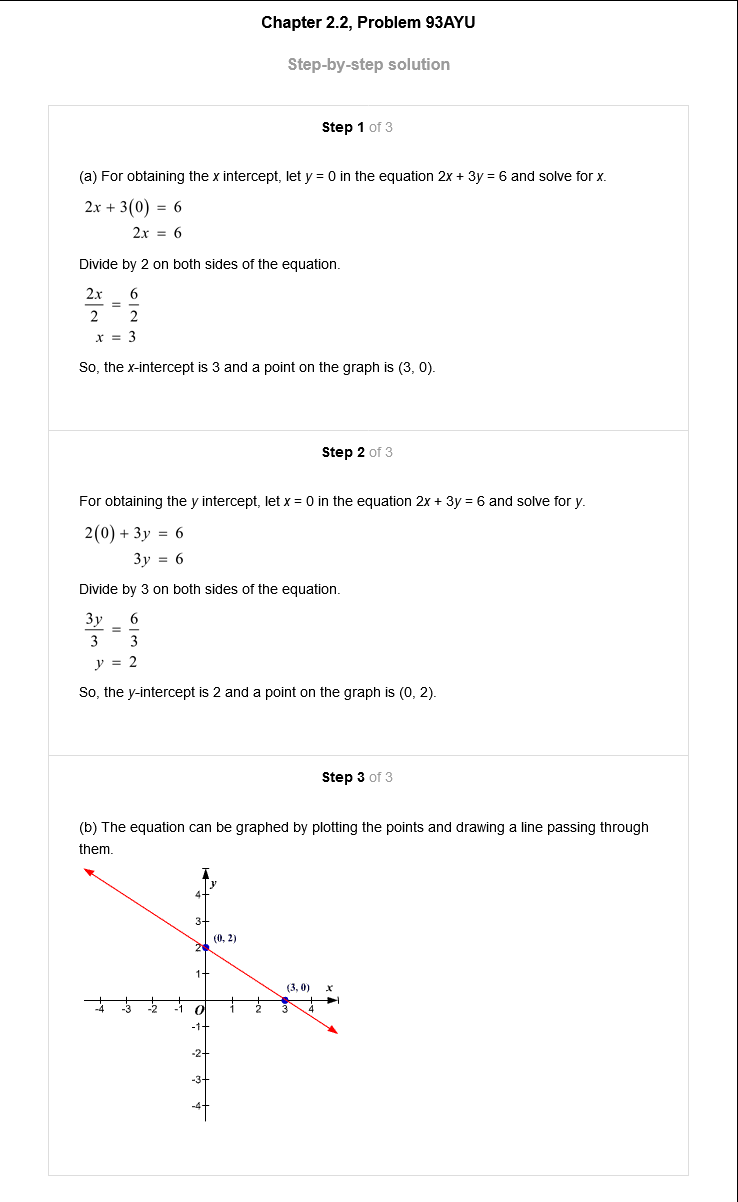 Chapter 2.2, Problem 93AYU
Step-by-step solution
Step 1 of 3
(a) For obtaining the x intercept, let y = 0 in the equation 2x + 3y = 6 and solve for x.
2x + 3(0) = 6
2x = 6
Divide by 2 on both sides of the equation.
2x/2 = 6/2
x = 3
So, the x-intercept is 3 and a point on the graph is (3, 0).
Step 2 of 3
For obtaining the y intercept, let x = 0 in the equation 2x + 3y = 6 and solve for y.
2(0) + 3y = 6
3y = 6
Divide by 3 on both sides of the equation.
3y/3 = 6/3
y = 2
So, the y-intercept is 2 and a point on the graph is (0, 2).
Step 3 of 3
(b) The equation can be graphed by plotting the points and drawing a line passing through
them.
y
4
3
(0, 2)
2
1
(3, 0) x
-4 -3 -2 -1 O 1 2 3 4
-1
-2
-3
-4